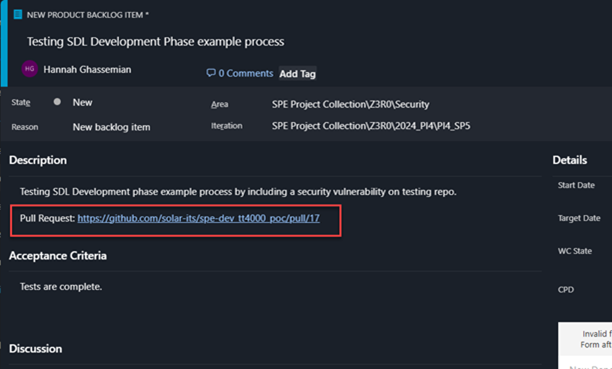 NEW PRODUCT BACKLOG ITEM *
Testing SDL Development Phase example process
HG Hannah Ghassemian 0 Comments Add Tag
State New Area SPE Project Collection\Z3R0\Security
Reason New backlog item Iteration SPE Project Collection\Z3R0\2024_PI4\PI4_SP5
Description
Details
Start Date
Testing SDL Development phase example process by including a security vulnerability on testing repo.
Pull Request: https://github.com/solar-its/spe-dev_tt4000_poc/pull/17
Target Date
Acceptance Criteria
WC State
Tests are complete.
CPD
Invalid f
Form aft
Discussion